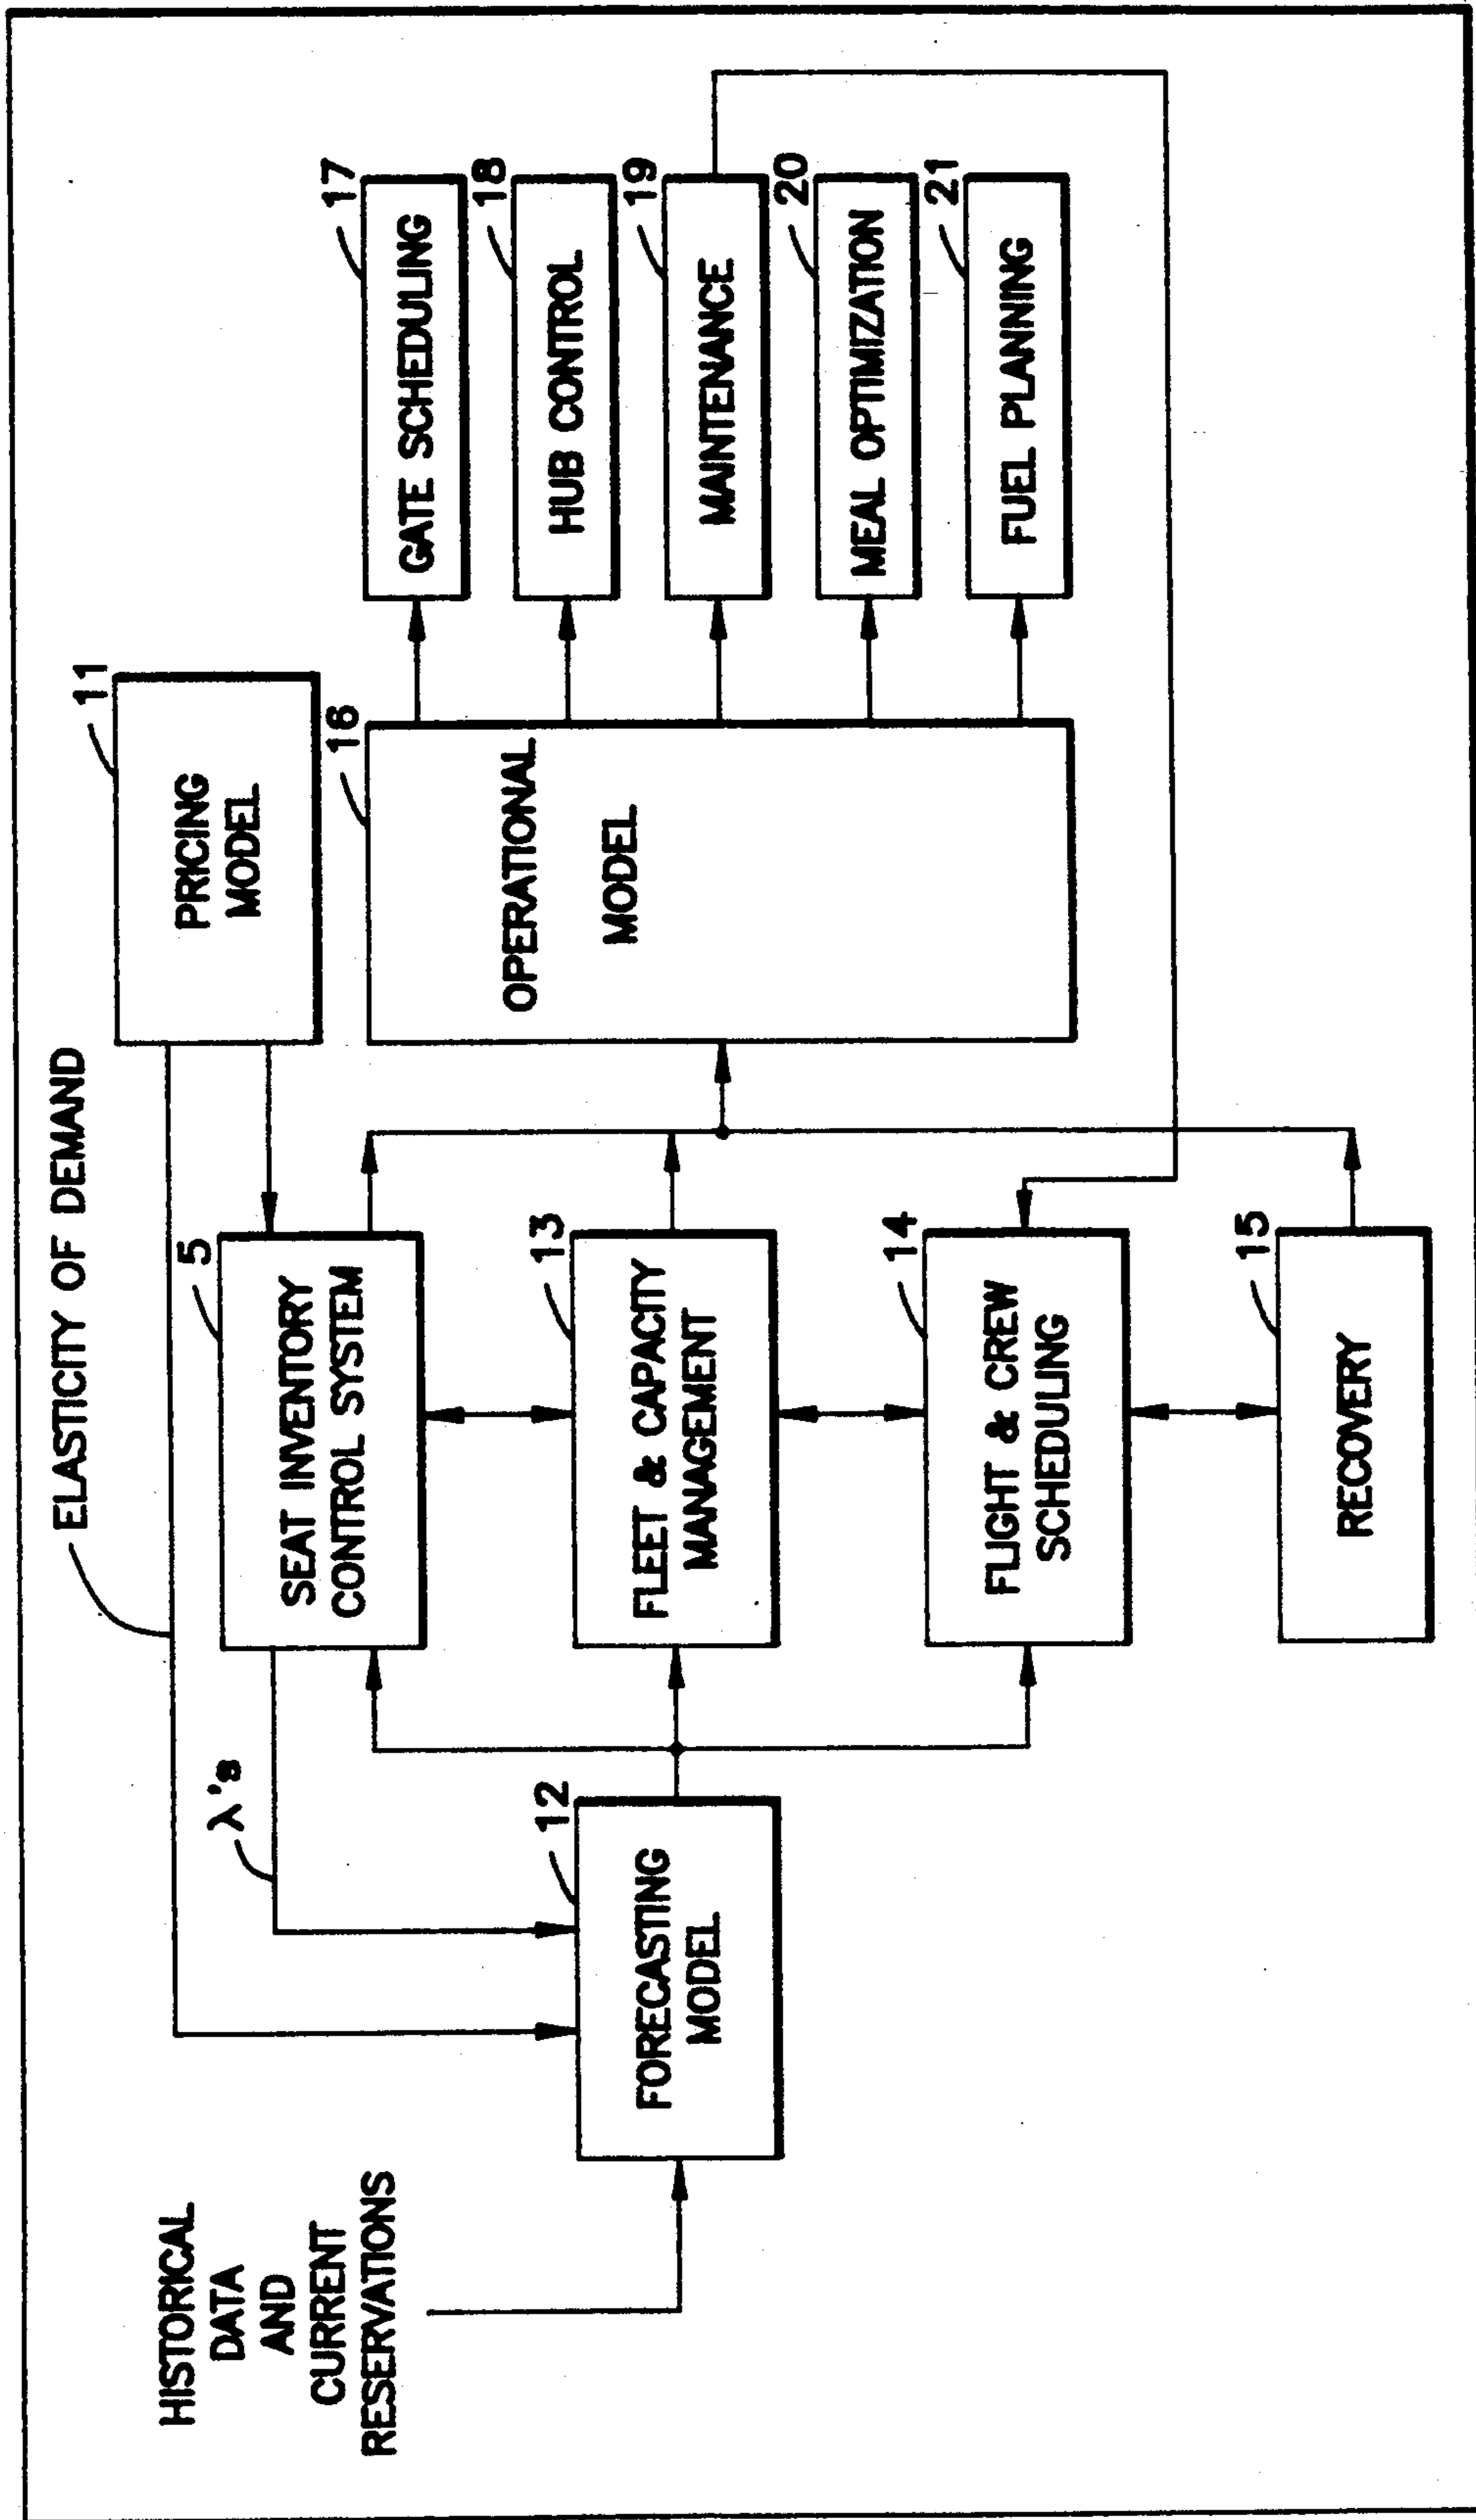 ELASTICITY OF DEMAND
11
PRICING
MODEL
HISTORICAL
DATA
AND
CURRENT
RESERVATIONS
λ's
5
SEAT INVENTORY
CONTROL SYSTEM
12
FORECASTING
MODEL
13
FLEET & CAPACITY
MANAGEMENT
14
FLIGHT & CREW
SCHEDULING
15
RECOVERY
16
OPERATIONAL
MODEL
17
GATE SCHEDULING
18
HUB CONTROL
19
MAINTENANCE
20
MEAL OPTIMIZATION
21
FUEL PLANNING